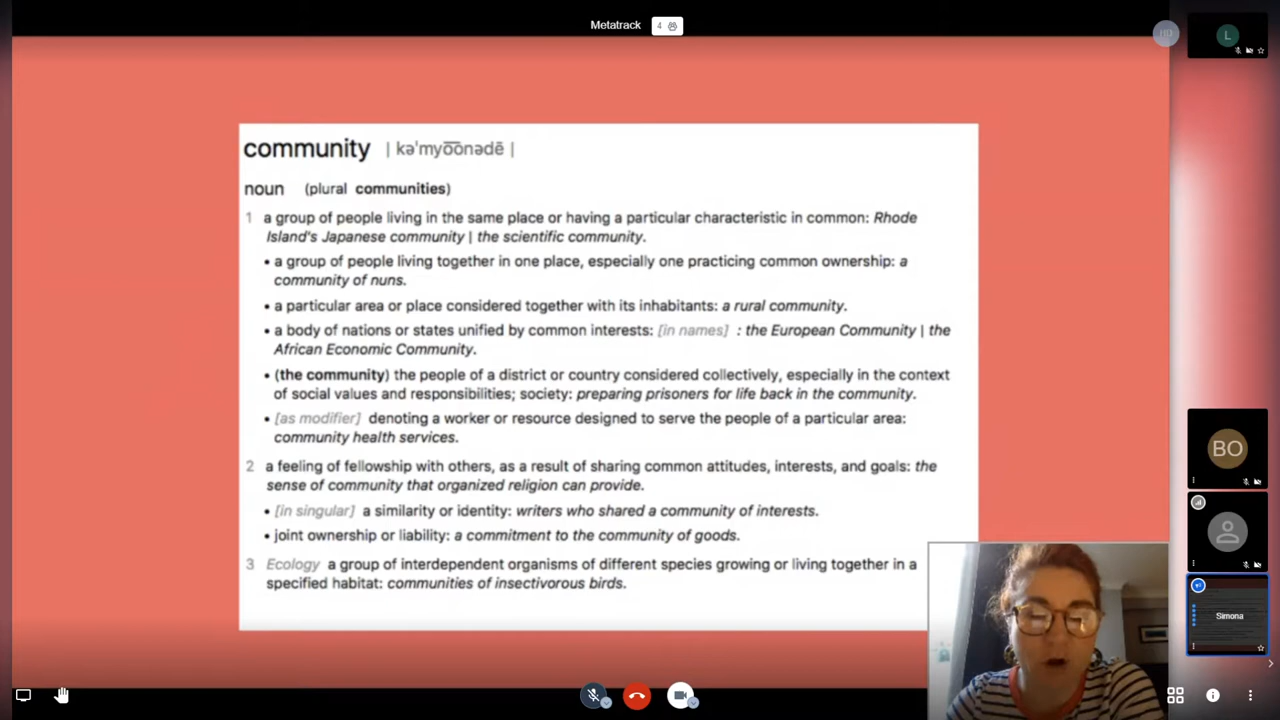 Metatrack 4
HD
L
community | kəˈmyo͞onədē |
noun (plural communities)
1 a group of people living in the same place or having a particular characteristic in common: Rhode
Island's Japanese community | the scientific community.
• a group of people living together in one place, especially one practicing common ownership: a
community of nuns.
• a particular area or place considered together with its inhabitants: a rural community.
• a body of nations or states unified by common interests: [in names] : the European Community | the
African Economic Community.
• (the community) the people of a district or country considered collectively, especially in the context
of social values and responsibilities; society: preparing prisoners for life back in the community.
• [as modifier] denoting a worker or resource designed to serve the people of a particular area:
community health services.
2 a feeling of fellowship with others, as a result of sharing common attitudes, interests, and goals: the
sense of community that organized religion can provide.
• [in singular] a similarity or identity: writers who shared a community of interests.
• joint ownership or liability: a commitment to the community of goods.
3 Ecology a group of interdependent organisms of different species growing or living together in a
specified habitat: communities of insectivorous birds.
BO
Simona